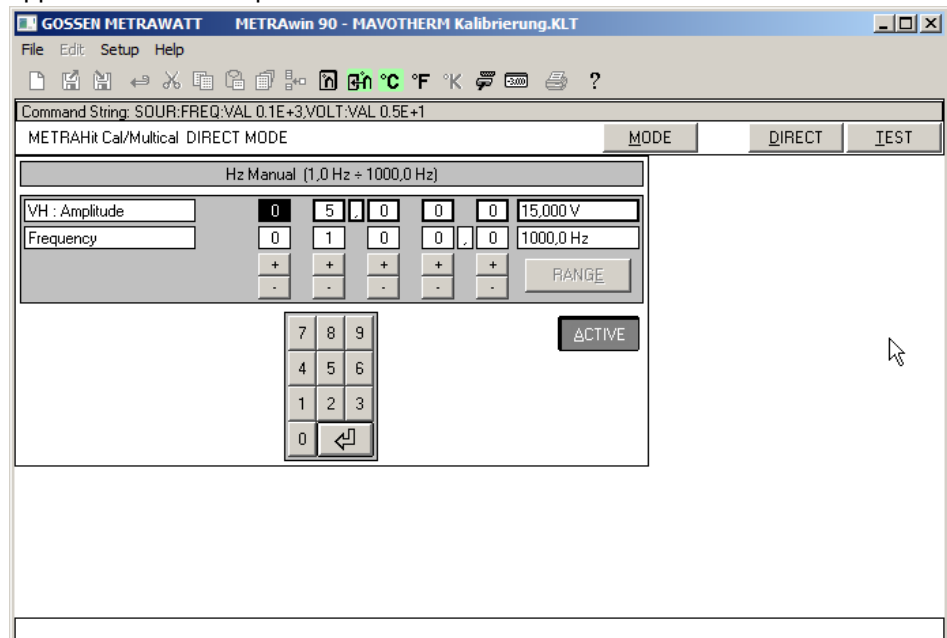 GOSSEN METRAWATT METRAwin 90 - MAVOTHERM Kalibrierung.KLT
File Edit Setup Help
°C °F °K -3.000 ?
Command String: SOUR:FREQ:VAL 0.1E+3,VOLT:VAL 0.5E+1
METRAHit Cal/Multical DIRECT MODE MODE DIRECT TEST
Hz Manual (1,0 Hz ÷ 1000,0 Hz)
VH : Amplitude 0 5 , 0 0 0 15,000 V
Frequency 0 1 0 0 , 0 1000,0 Hz
+ + + + +
- - - - -
RANGE
7 8 9
ACTIVE
4 5 6
1 2 3
0